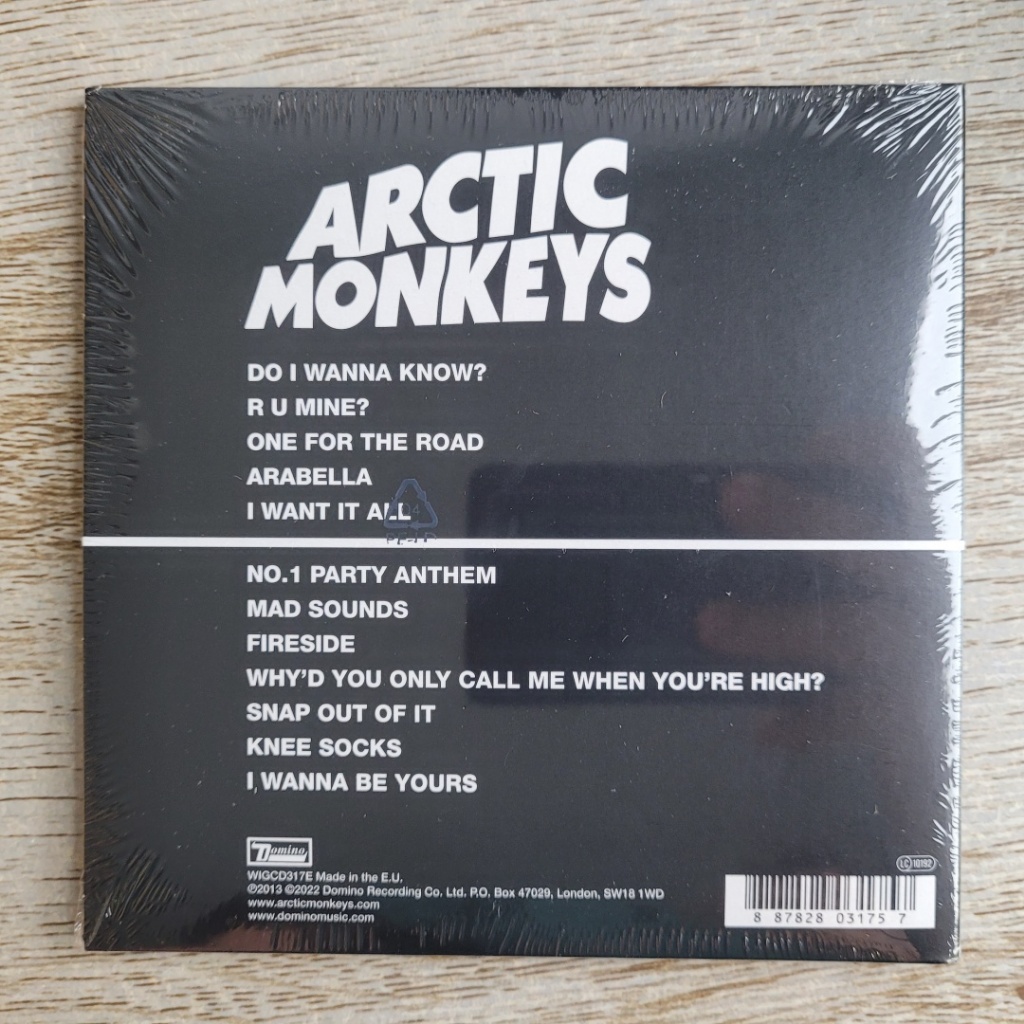 ARCTIC
MONKEYS
DO I WANNA KNOW?
R U MINE?
ONE FOR THE ROAD
ARABELLA
I WANT IT ALL
04
PE-LD
NO.1 PARTY ANTHEM
MAD SOUNDS
FIRESIDE
WHY'D YOU ONLY CALL ME WHEN YOU'RE HIGH?
SNAP OUT OF IT
KNEE SOCKS
I WANNA BE YOURS
Domino
WIGCD317E Made in the E.U.
℗2013 ©2022 Domino Recording Co. Ltd. P.O. Box 47029, London, SW18 1WD
www.arcticmonkeys.com
www.dominomusic.com
LC 10192
8 87828 03175 7